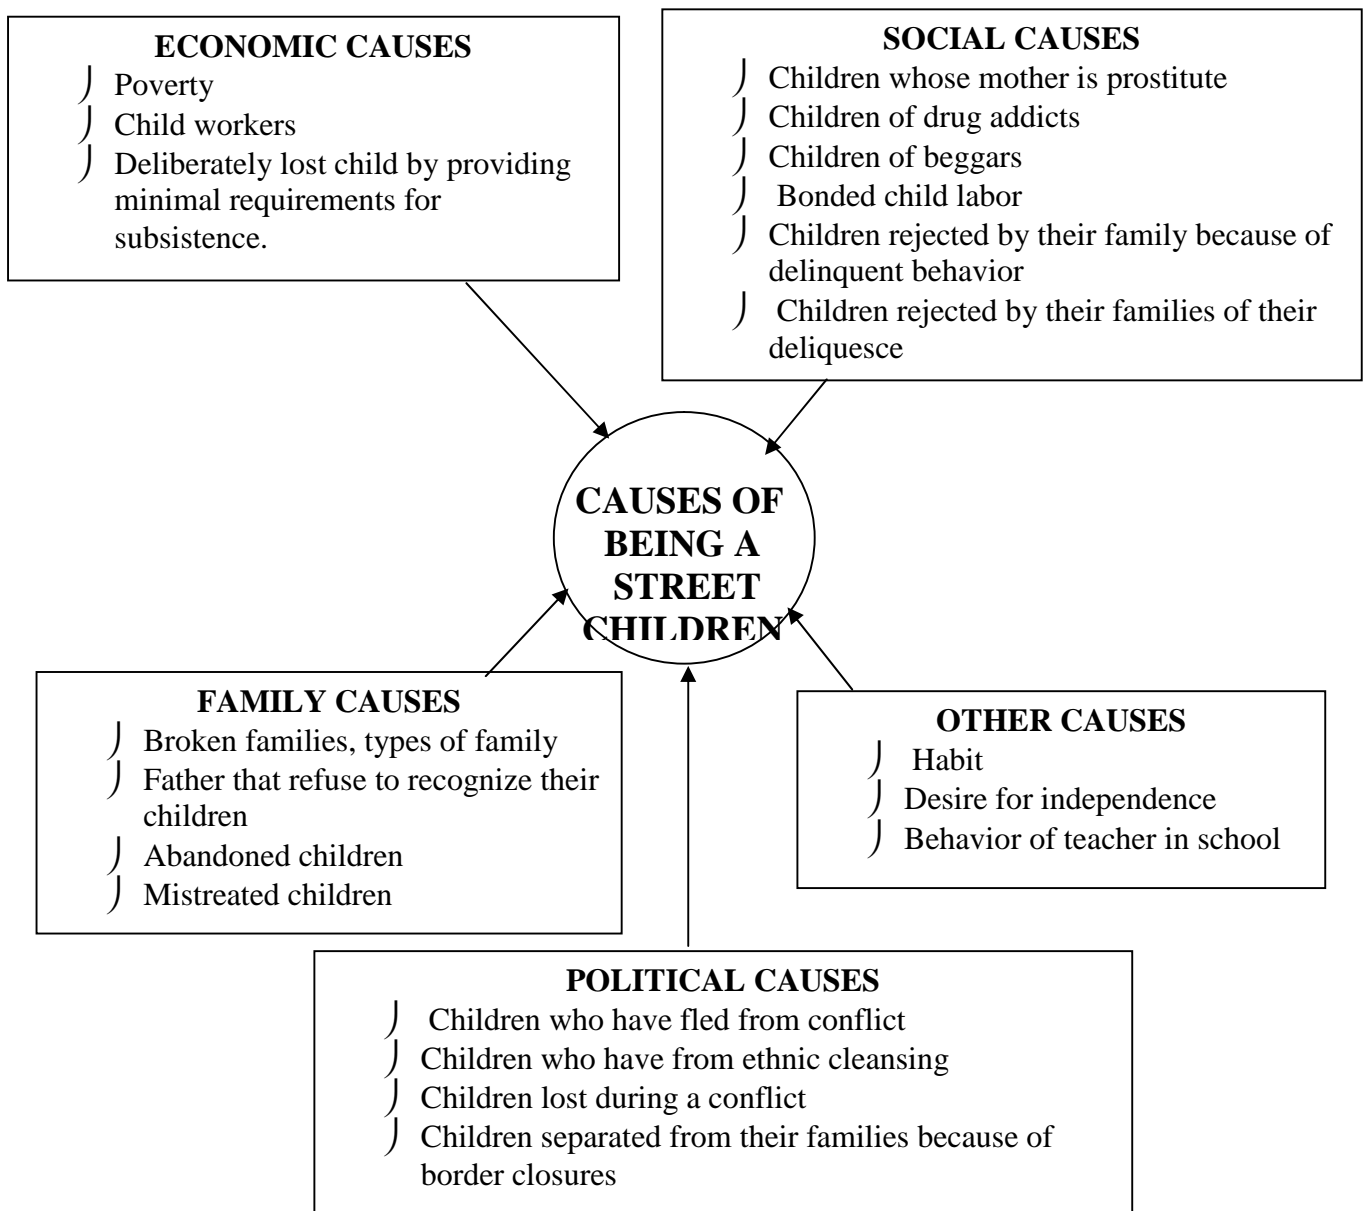 ECONOMIC CAUSES
⎠ Poverty
⎠ Child workers
⎠ Deliberately lost child by providing
minimal requirements for
subsistence.
SOCIAL CAUSES
⎠ Children whose mother is prostitute
⎠ Children of drug addicts
⎠ Children of beggars
⎠ Bonded child labor
⎠ Children rejected by their family because of
delinquent behavior
⎠ Children rejected by their families of their
deliquesce
CAUSES OF
BEING A
STREET
CHILDREN
FAMILY CAUSES
⎠ Broken families, types of family
⎠ Father that refuse to recognize their
children
⎠ Abandoned children
⎠ Mistreated children
OTHER CAUSES
⎠ Habit
⎠ Desire for independence
⎠ Behavior of teacher in school
POLITICAL CAUSES
⎠ Children who have fled from conflict
⎠ Children who have from ethnic cleansing
⎠ Children lost during a conflict
⎠ Children separated from their families because of
border closures